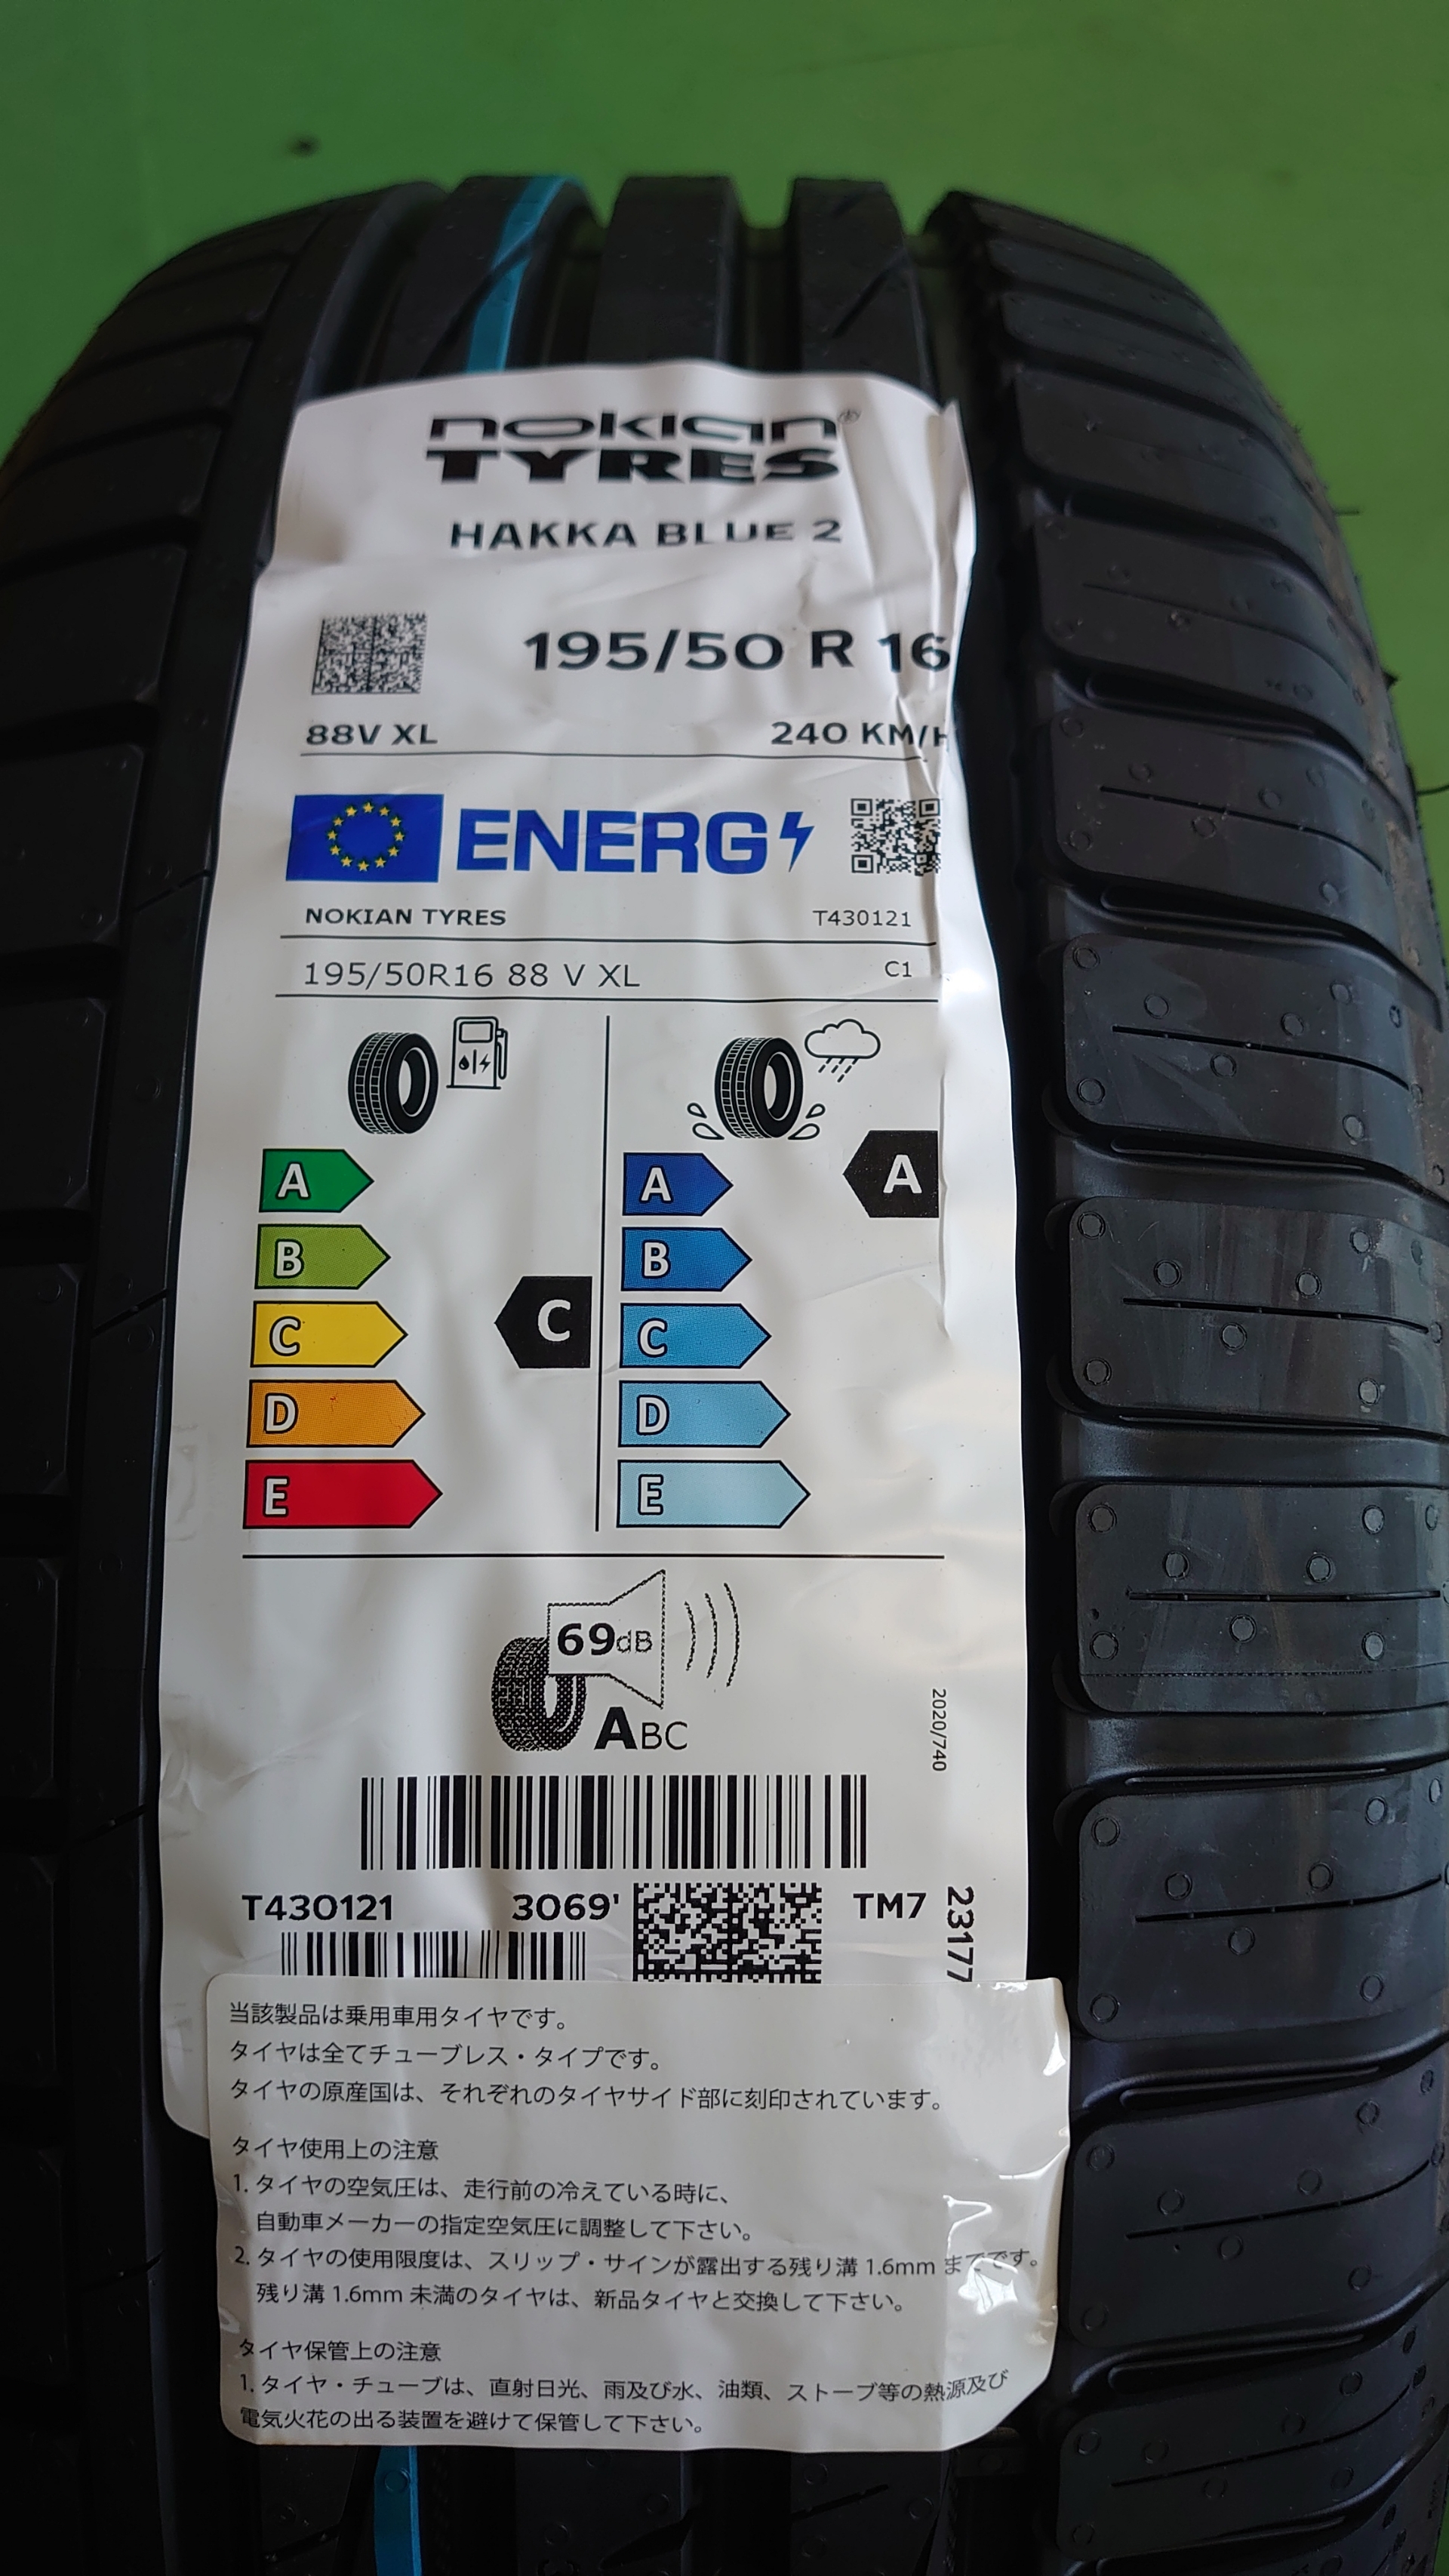 nokian®
TYRES
HAKKA BLUE 2
195/50 R 16
88V XL 240 KM/H
ENERG
NOKIAN TYRES T430121
195/50R16 88 V XL C1
A A A
B B
C C C
D D
E E
69dB
ABC
2020/740
T430121 3069' TM7 23177
当該製品は乗用車用タイヤです。
タイヤは全てチューブレス・タイプです。
タイヤの原産国は、それぞれのタイヤサイド部に刻印されています。
タイヤ使用上の注意
1. タイヤの空気圧は、走行前の冷えている時に、
自動車メーカーの指定空気圧に調整して下さい。
2. タイヤの使用限度は、スリップ・サインが露出する残り溝 1.6mm までです。
残り溝 1.6mm 未満のタイヤは、新品タイヤと交換して下さい。
タイヤ保管上の注意
1. タイヤ・チューブは、直射日光、雨及び水、油類、ストーブ等の熱源及び
電気火花の出る装置を避けて保管して下さい。